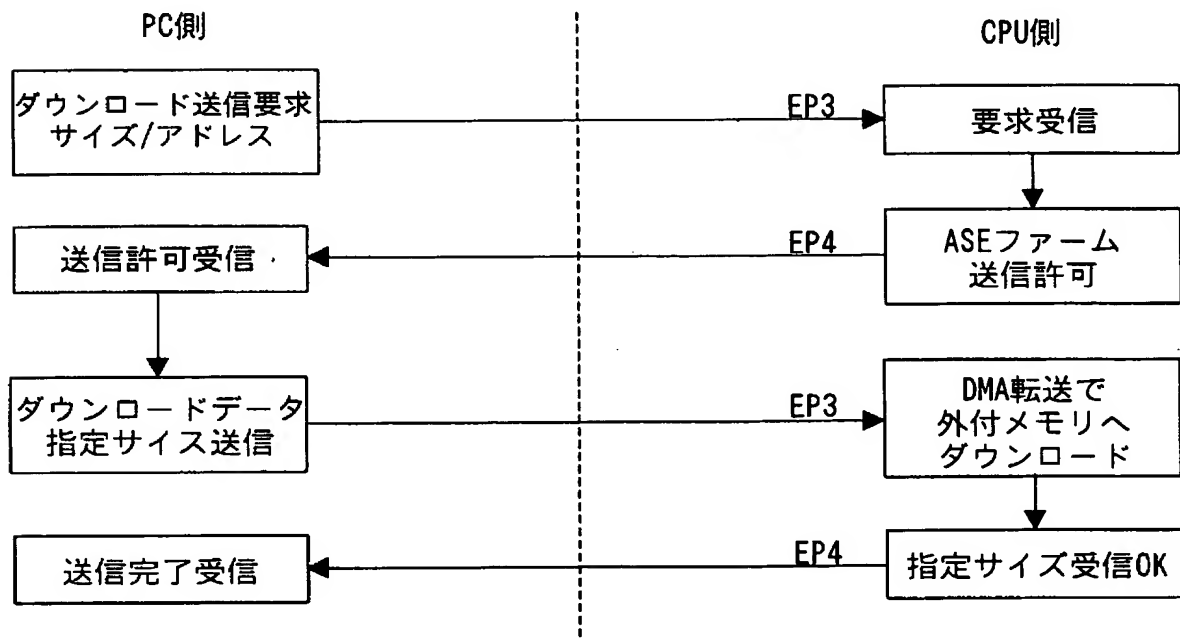 PC側
CPU側
ダウンロード送信要求
サイズ/アドレス
EP3
要求受信
送信許可受信
EP4
ASEファーム
送信許可
ダウンロードデータ
指定サイス送信
EP3
DMA転送で
外付メモリへ
ダウンロード
送信完了受信
EP4
指定サイズ受信OK